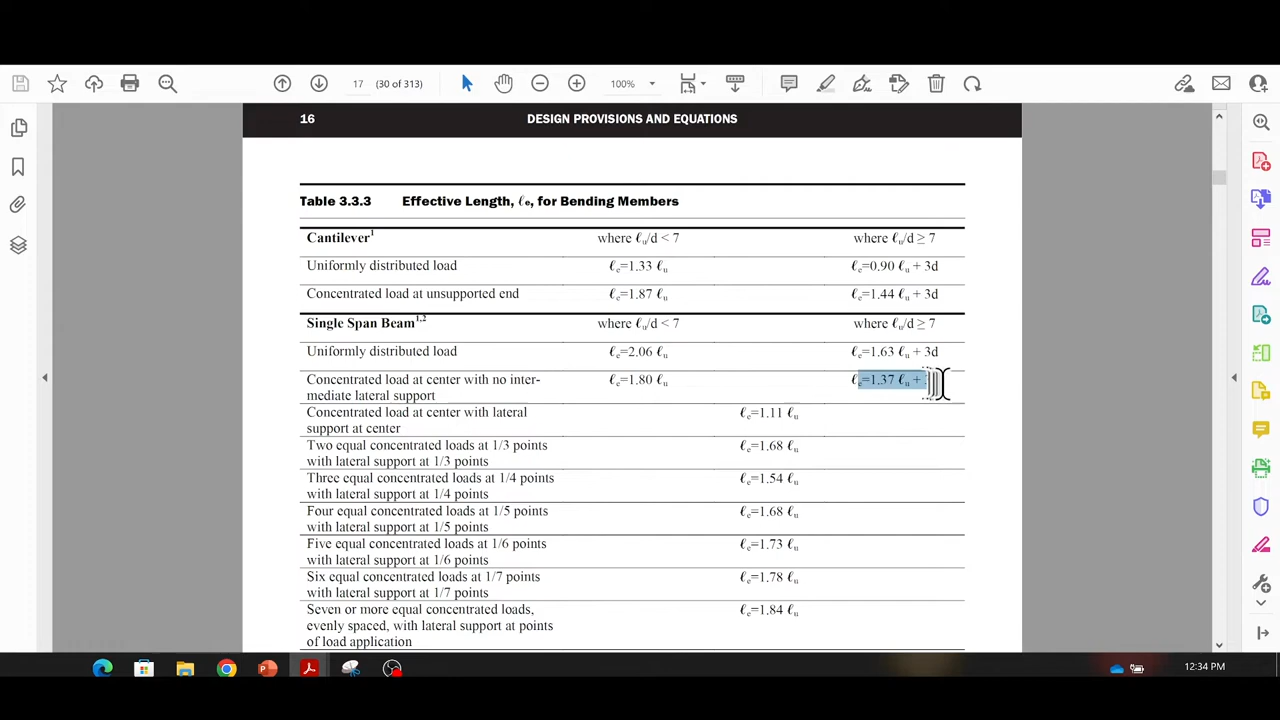 17 (30 of 313) 100%
16 DESIGN PROVISIONS AND EQUATIONS
Table 3.3.3 Effective Length, ℓe, for Bending Members
Cantilever1 where ℓu/d < 7 where ℓu/d ≥ 7
Uniformly distributed load ℓe=1.33 ℓu ℓe=0.90 ℓu + 3d
Concentrated load at unsupported end ℓe=1.87 ℓu ℓe=1.44 ℓu + 3d
Single Span Beam1,2 where ℓu/d < 7 where ℓu/d ≥ 7
Uniformly distributed load ℓe=2.06 ℓu ℓe=1.63 ℓu + 3d
Concentrated load at center with no inter- ℓe=1.80 ℓu ℓe=1.37 ℓu +
mediate lateral support
Concentrated load at center with lateral ℓe=1.11 ℓu
support at center
Two equal concentrated loads at 1/3 points ℓe=1.68 ℓu
with lateral support at 1/3 points
Three equal concentrated loads at 1/4 points ℓe=1.54 ℓu
with lateral support at 1/4 points
Four equal concentrated loads at 1/5 points ℓe=1.68 ℓu
with lateral support at 1/5 points
Five equal concentrated loads at 1/6 points ℓe=1.73 ℓu
with lateral support at 1/6 points
Six equal concentrated loads at 1/7 points ℓe=1.78 ℓu
with lateral support at 1/7 points
Seven or more equal concentrated loads, ℓe=1.84 ℓu
evenly spaced, with lateral support at points
of load application
12:34 PM